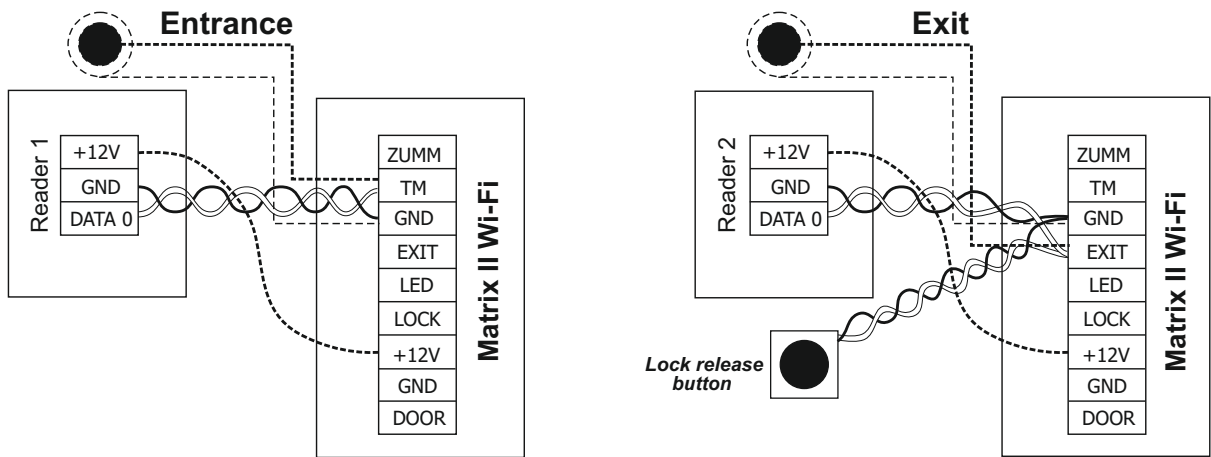 Entrance
Reader 1
+12V
GND
DATA 0
ZUMM
TM
GND
EXIT
LED
LOCK
+12V
GND
DOOR
Matrix II Wi-Fi
Exit
Reader 2
+12V
GND
DATA 0
Lock release
button
ZUMM
TM
GND
EXIT
LED
LOCK
+12V
GND
DOOR
Matrix II Wi-Fi